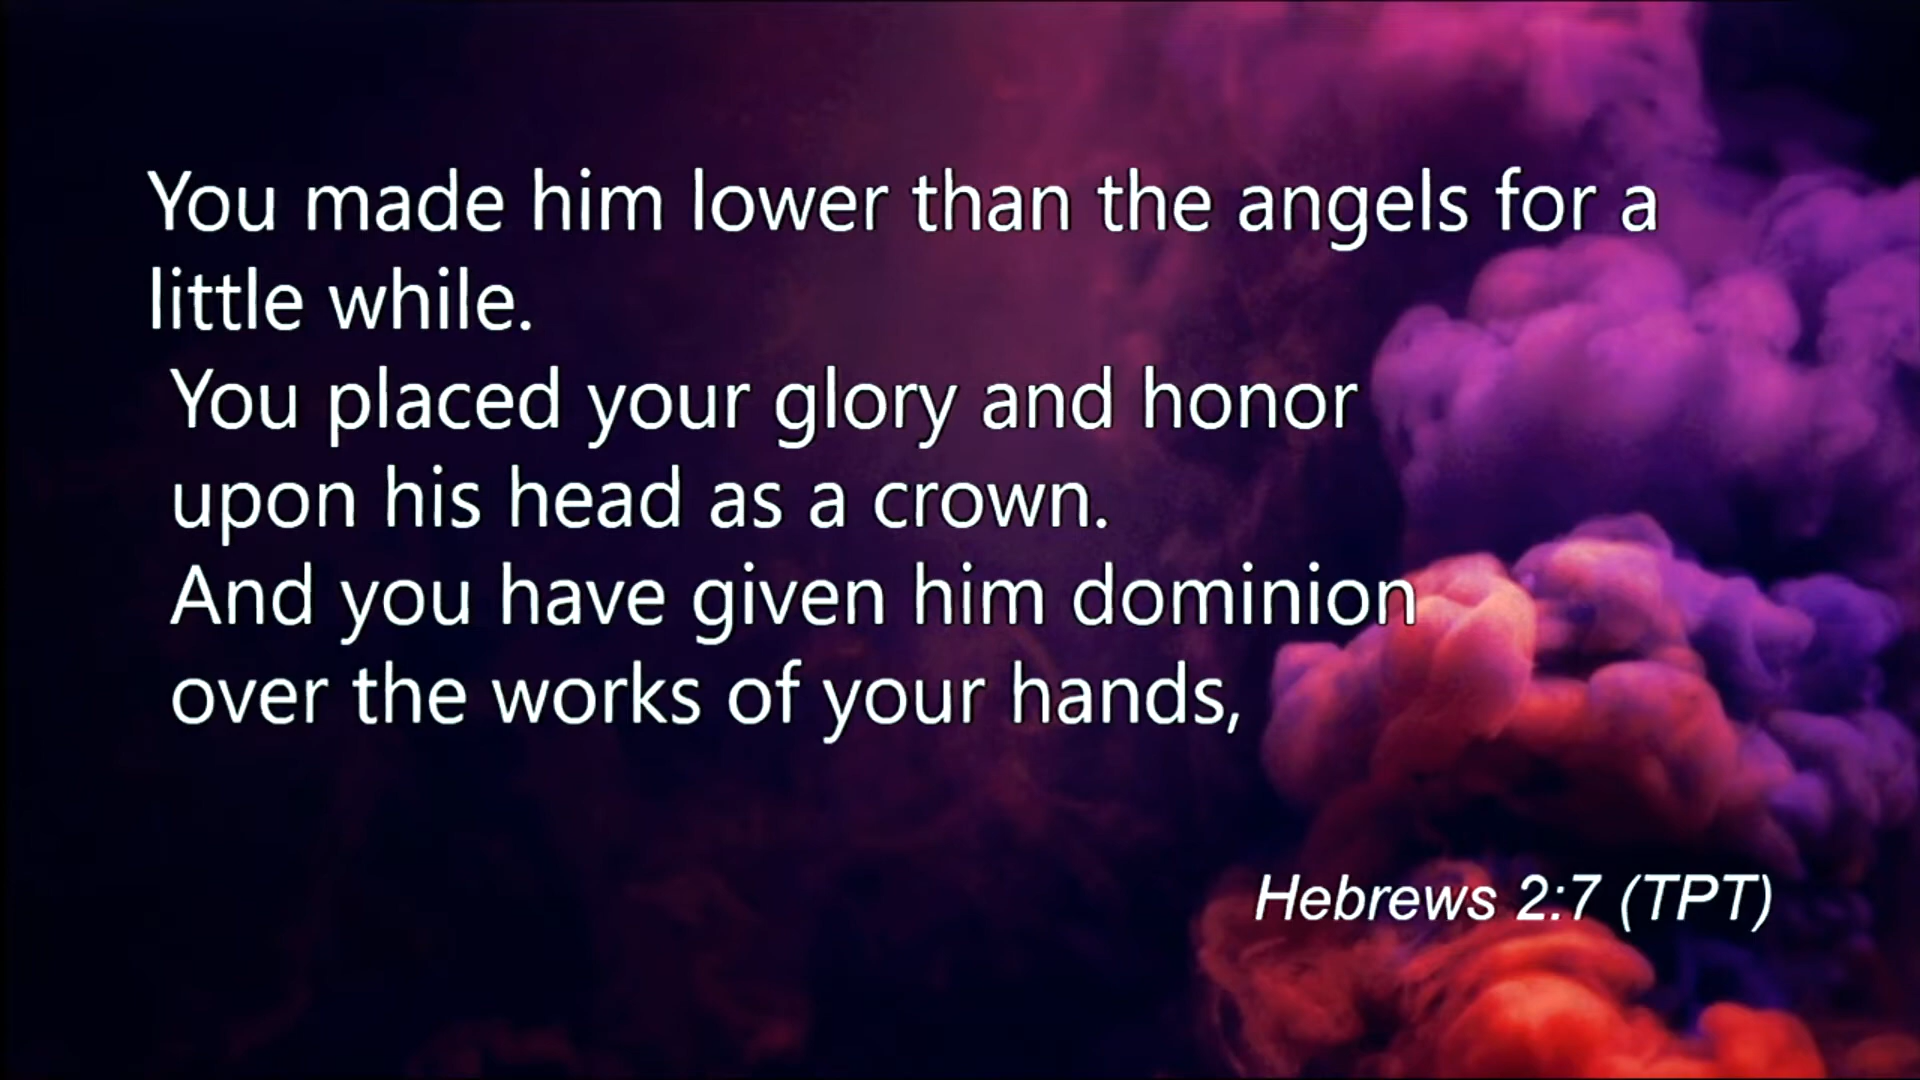 You made him lower than the angels for a
little while.
You placed your glory and honor
upon his head as a crown.
And you have given him dominion
over the works of your hands,
Hebrews 2:7 (TPT)